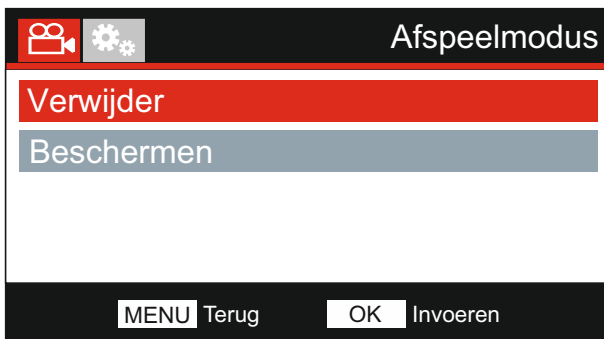 Afspeelmodus
Verwijder
Beschermen
MENU Terug OK Invoeren